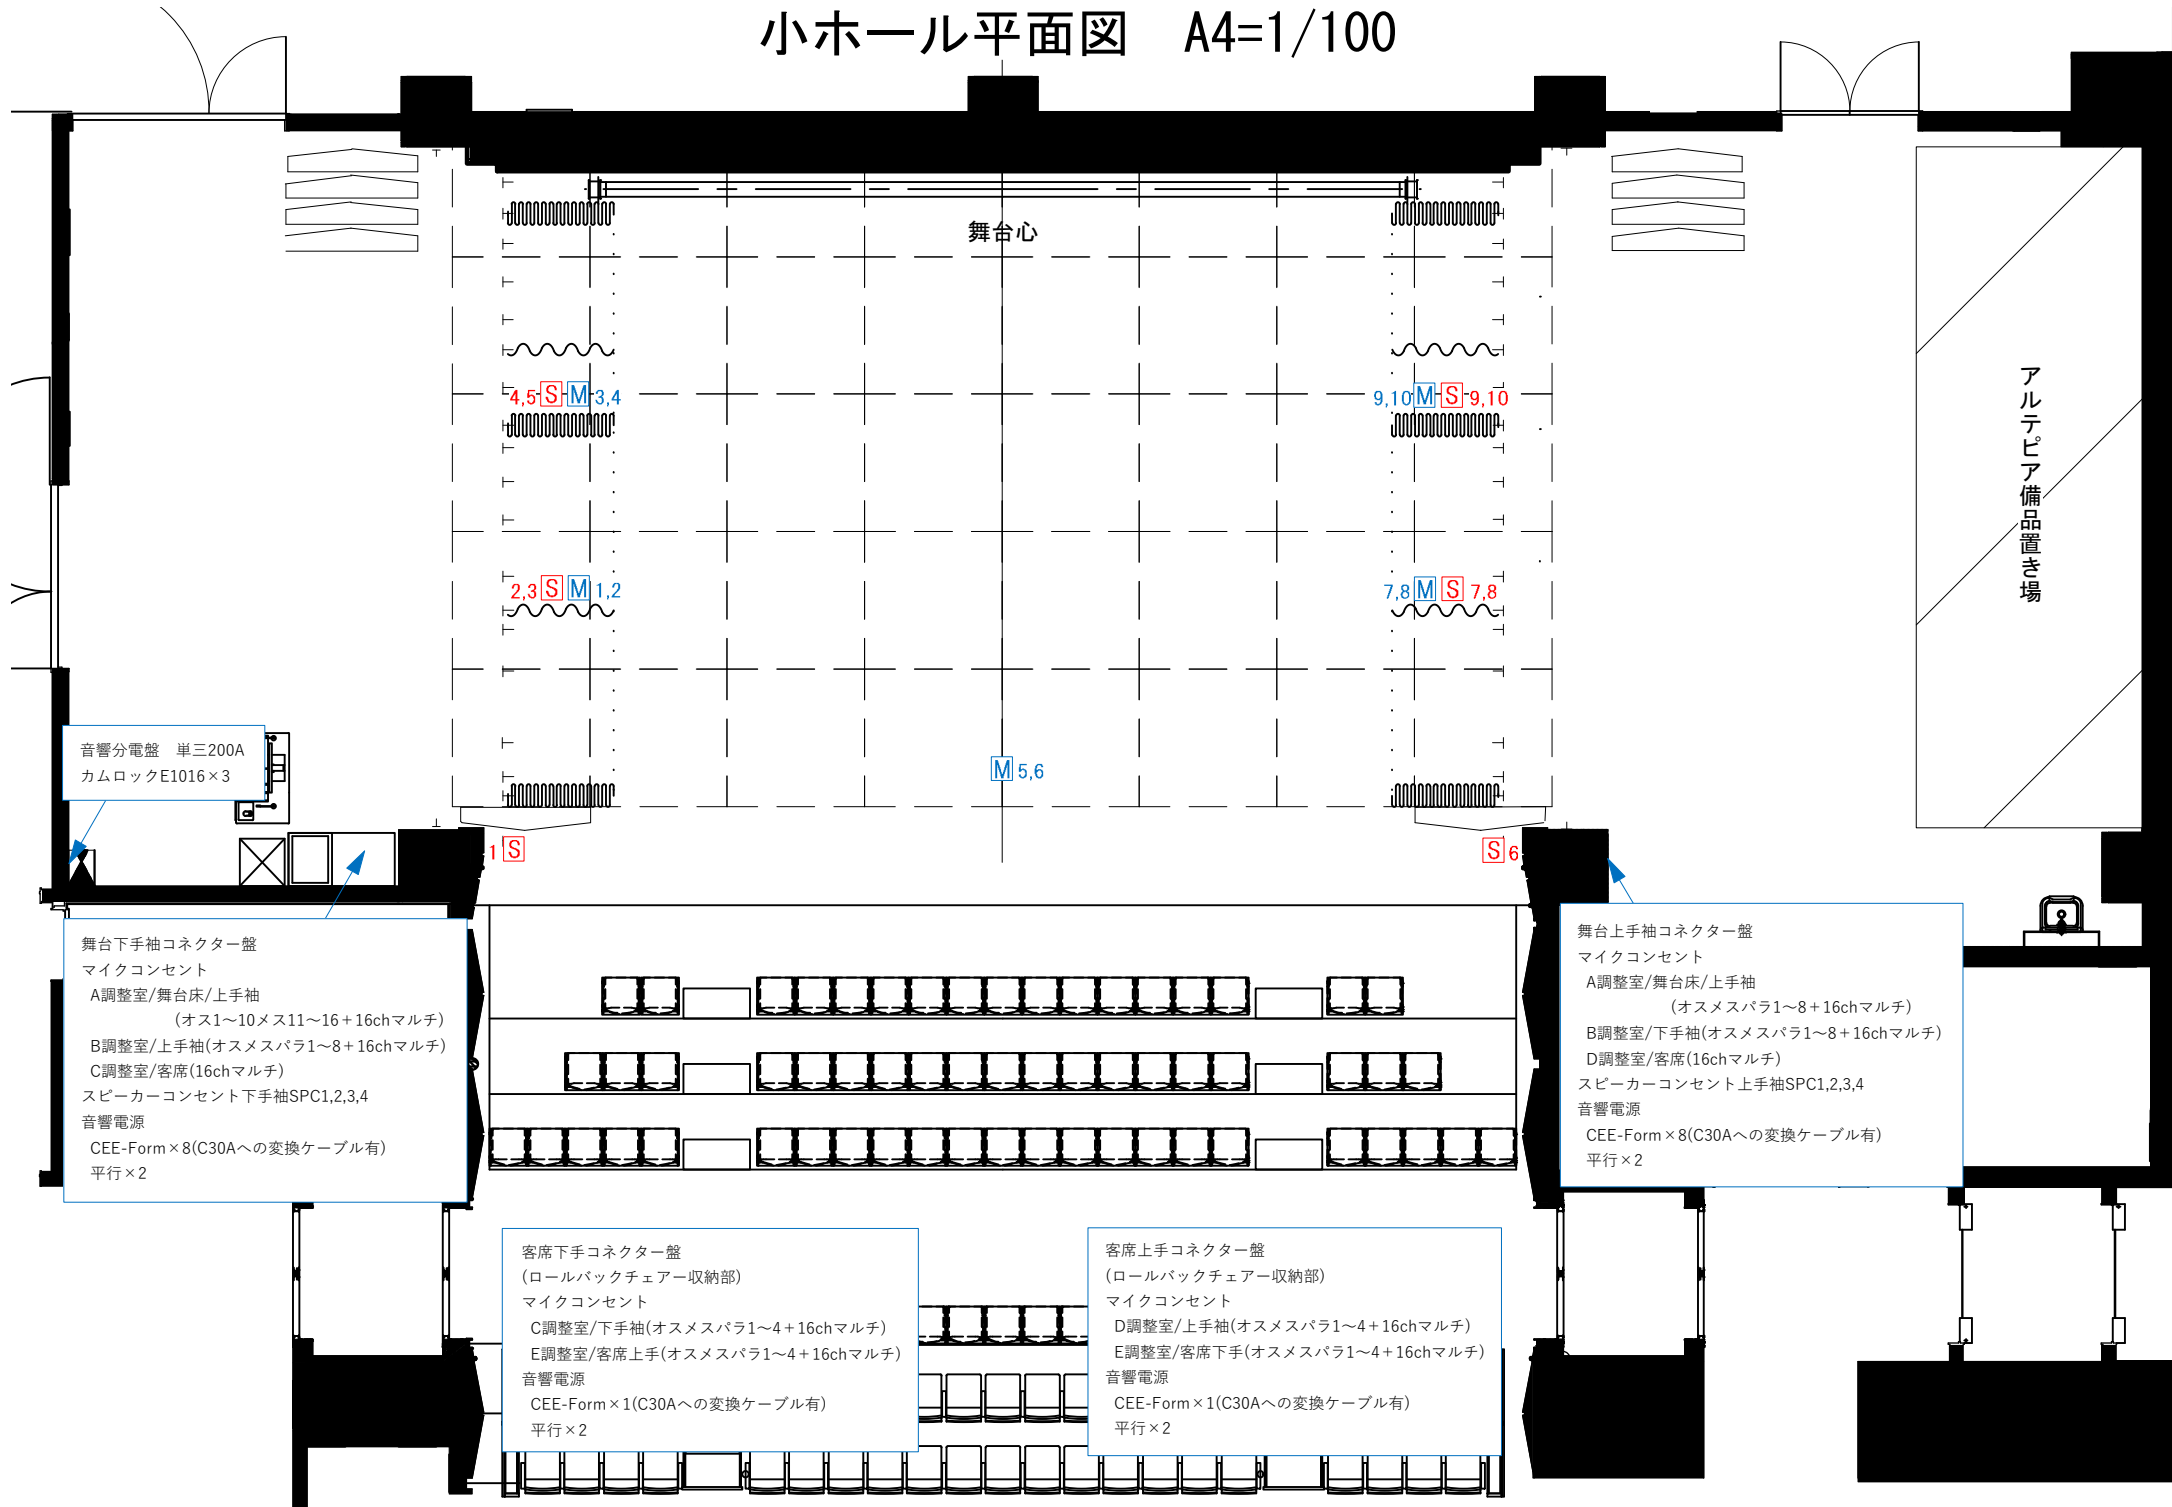 小ホール平面図　A4=1/100
舞台心
4,5 S M 3,4
9,10 M S 9,10
アルテピア備品置き場
2,3 S M 1,2
7,8 M S 7,8
音響分電盤　単三200A
カムロックE1016×3
M 5,6
1 S
S 6
舞台下手袖コネクター盤
マイクコンセント
A調整室/舞台床/上手袖
(オス1～10メス11～16＋16chマルチ)
B調整室/上手袖(オスメスパラ1～8＋16chマルチ)
C調整室/客席(16chマルチ)
スピーカーコンセント下手袖SPC1,2,3,4
音響電源
CEE-Form×8(C30Aへの変換ケーブル有)
平行×2
舞台上手袖コネクター盤
マイクコンセント
A調整室/舞台床/上手袖
(オスメスパラ1～8＋16chマルチ)
B調整室/下手袖(オスメスパラ1～8＋16chマルチ)
D調整室/客席(16chマルチ)
スピーカーコンセント上手袖SPC1,2,3,4
音響電源
CEE-Form×8(C30Aへの変換ケーブル有)
平行×2
客席下手コネクター盤
(ロールバックチェアー収納部)
マイクコンセント
C調整室/下手袖(オスメスパラ1～4＋16chマルチ)
E調整室/客席上手(オスメスパラ1～4＋16chマルチ)
音響電源
CEE-Form×1(C30Aへの変換ケーブル有)
平行×2
客席上手コネクター盤
(ロールバックチェアー収納部)
マイクコンセント
D調整室/上手袖(オスメスパラ1～4＋16chマルチ)
E調整室/客席下手(オスメスパラ1～4＋16chマルチ)
音響電源
CEE-Form×1(C30Aへの変換ケーブル有)
平行×2